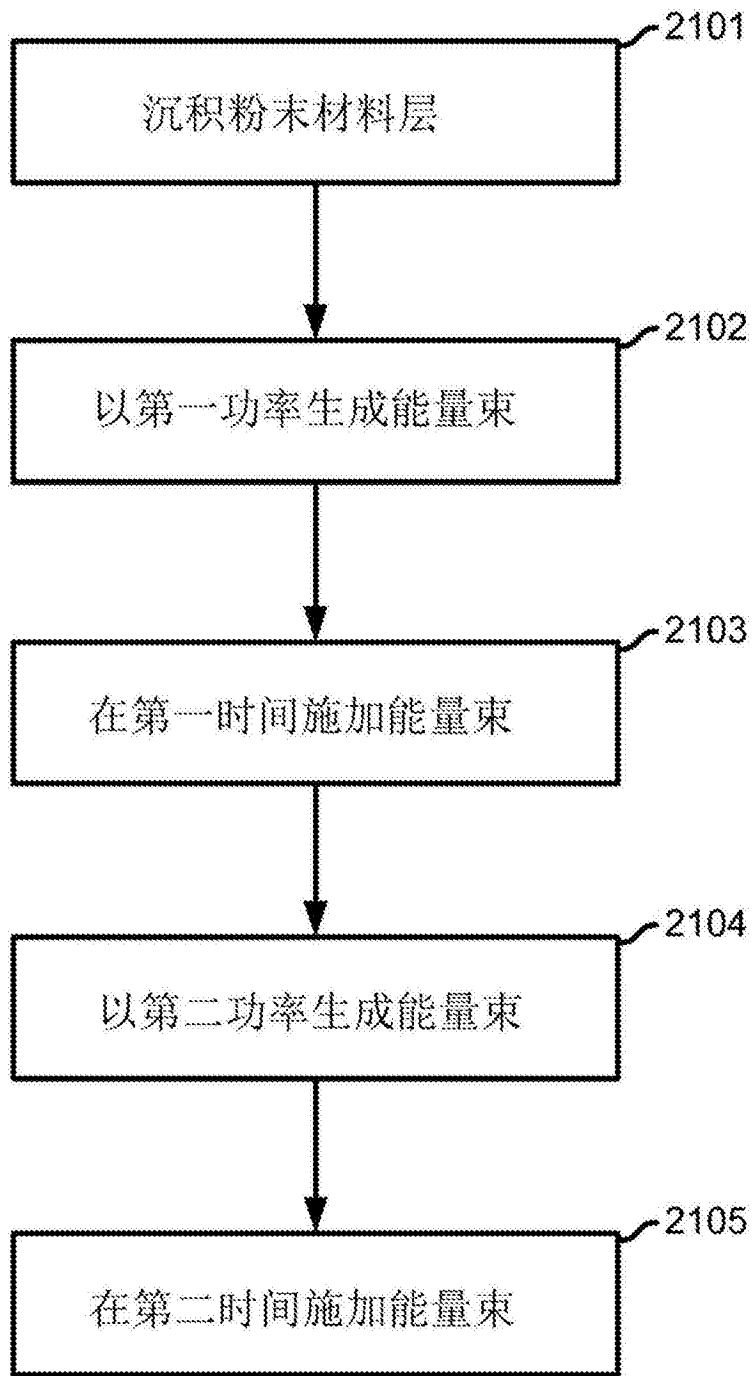 2101
沉积粉末材料层
2102
以第一功率生成能量束
2103
在第一时间施加能量束
2104
以第二功率生成能量束
2105
在第二时间施加能量束